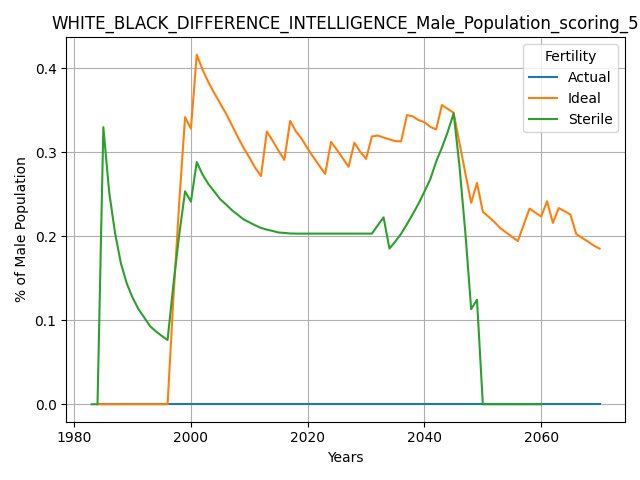 WHITE_BLACK_DIFFERENCE_INTELLIGENCE_Male_Population_scoring_5
Fertility
Actual
Ideal
Sterile
% of Male Population
0.4
0.3
0.2
0.1
0.0
1980 2000 2020 2040 2060
Years